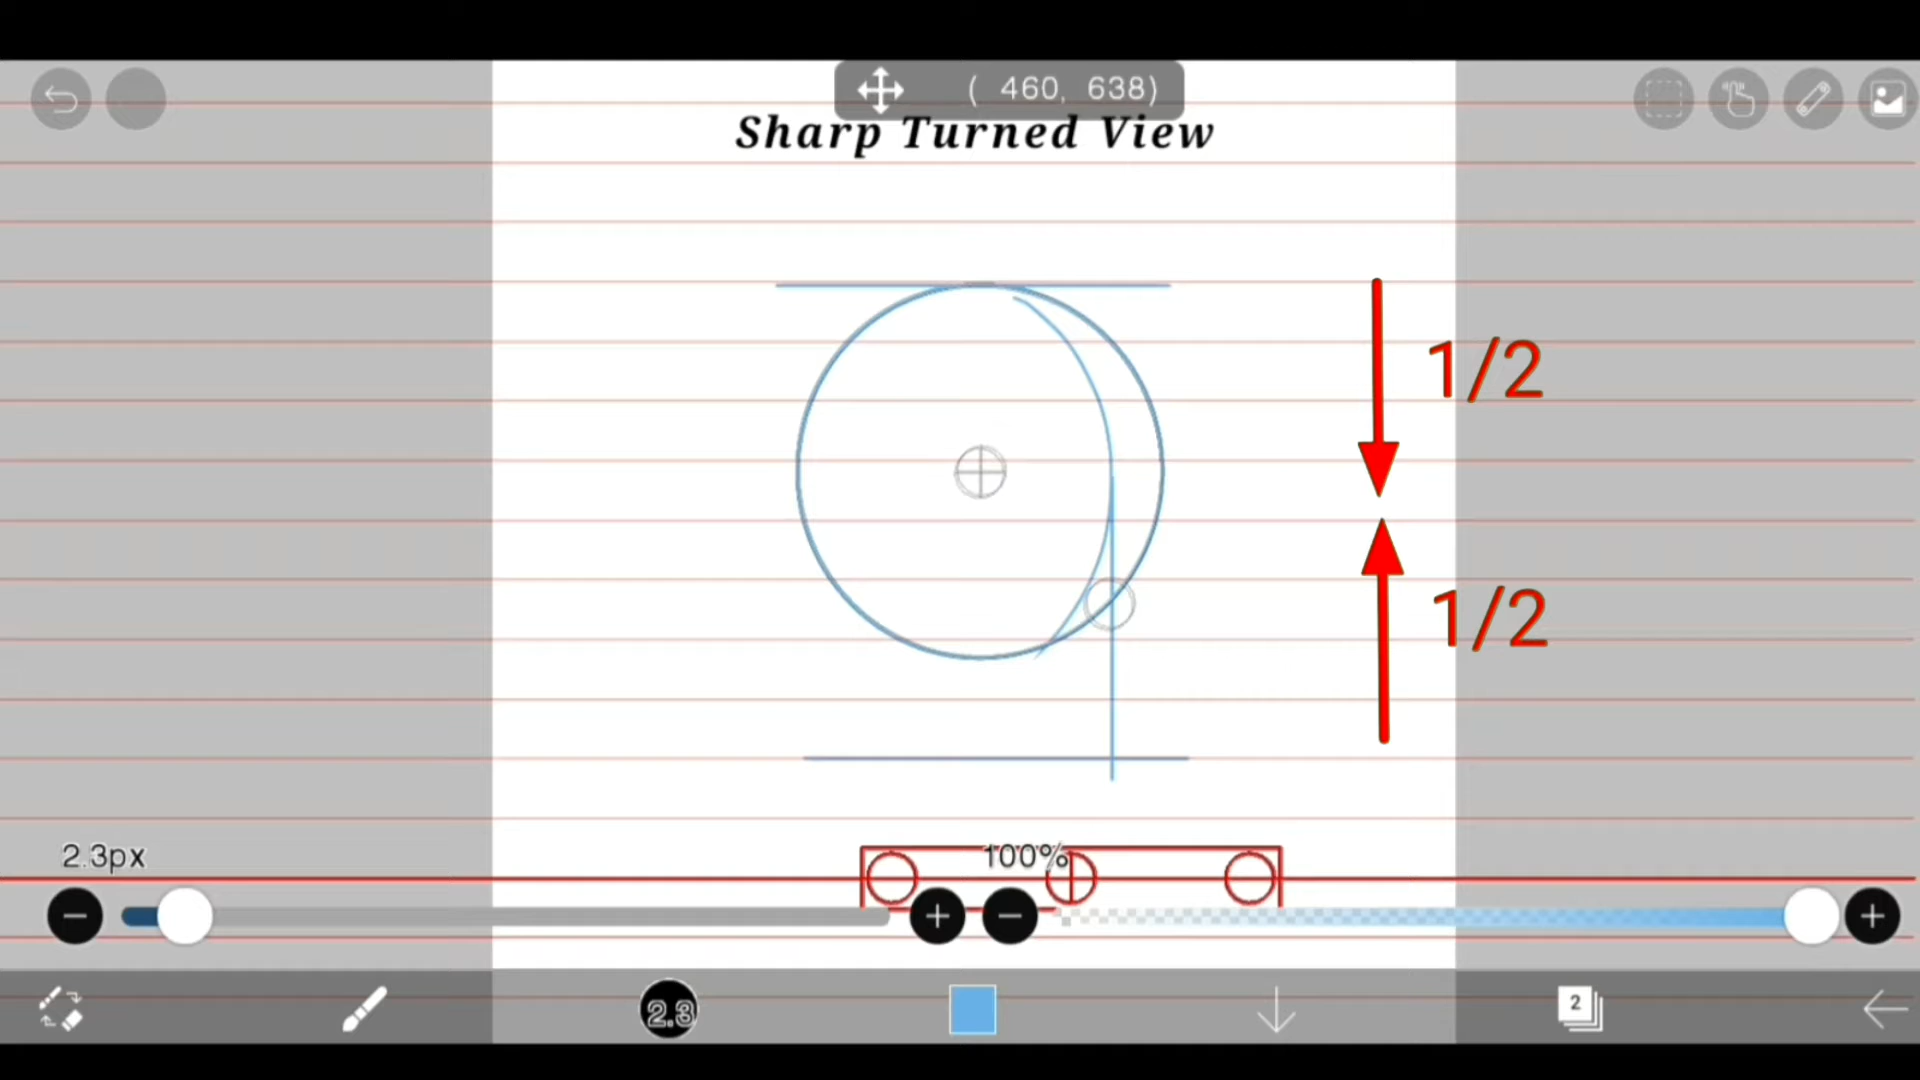 ( 460, 638)
Sharp Turned View
1/2
1/2
2.3px
100%
2.3
2